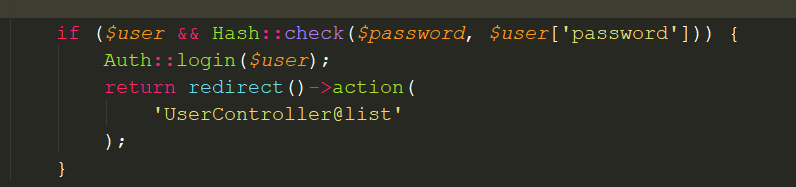 if ($user && Hash::check($password, $user['password'])) {
Auth::login($user);
return redirect()->action(
'UserController@list'
);
}